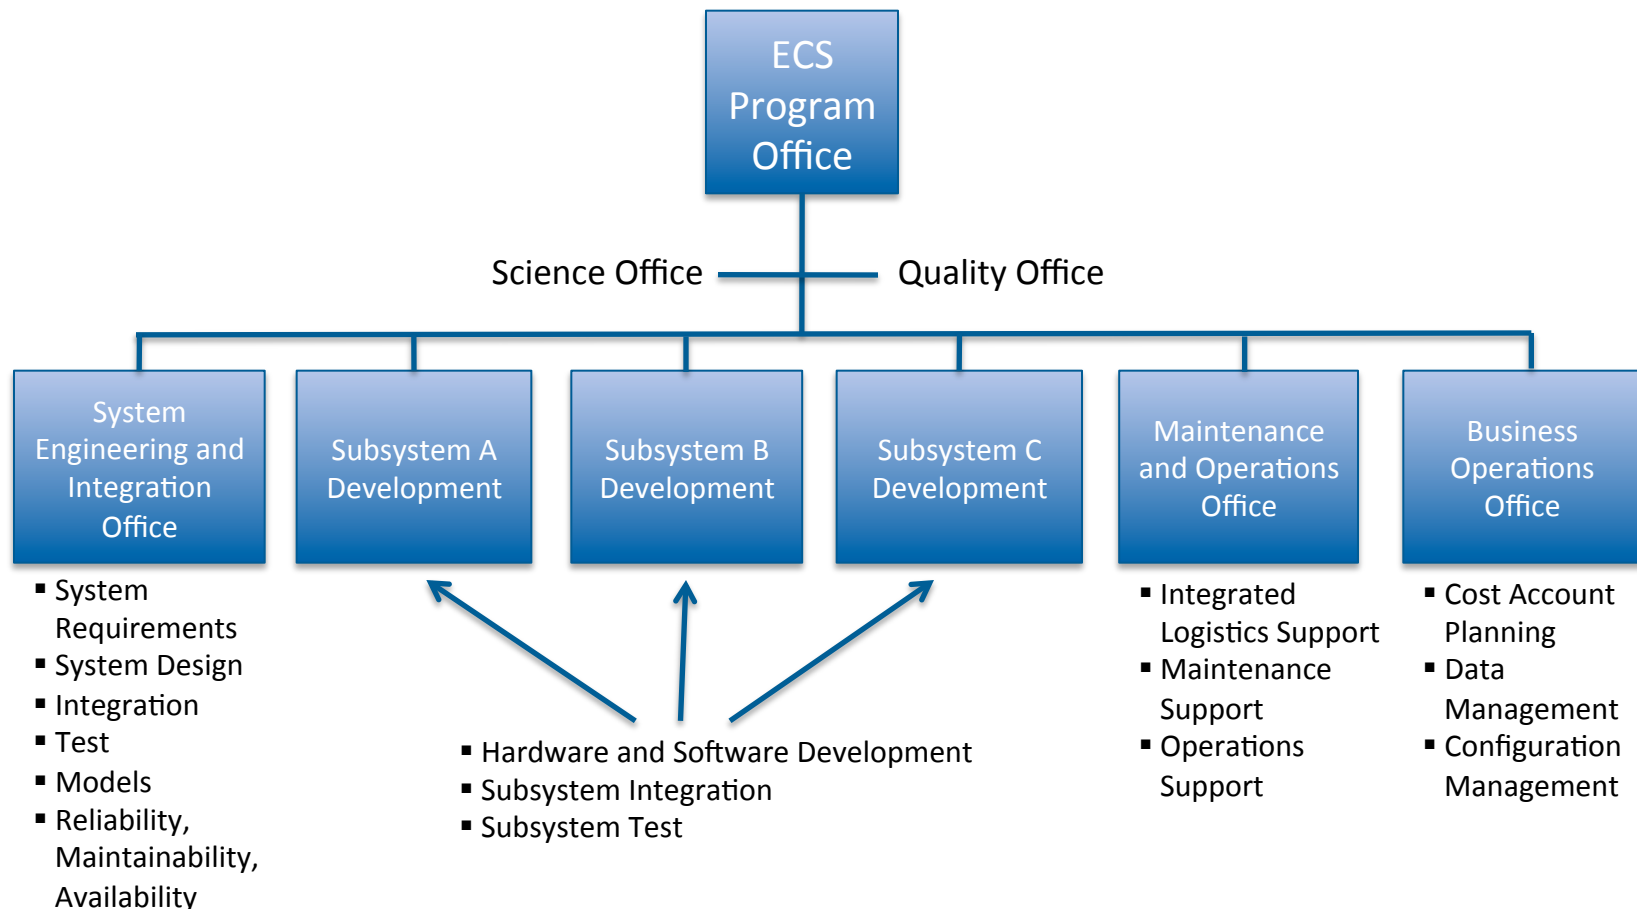 ECS
Program
Office
Science Office
Quality Office
System
Engineering and
Integration
Office
Subsystem A
Development
Subsystem B
Development
Subsystem C
Development
Maintenance
and Operations
Office
Business
Operations
Office
▪ System
Requirements
▪ System Design
▪ Integration
▪ Test
▪ Models
▪ Reliability,
Maintainability,
Availability
▪ Hardware and Software Development
▪ Subsystem Integration
▪ Subsystem Test
▪ Integrated
Logistics Support
▪ Maintenance
Support
▪ Operations
Support
▪ Cost Account
Planning
▪ Data
Management
▪ Configuration
Management